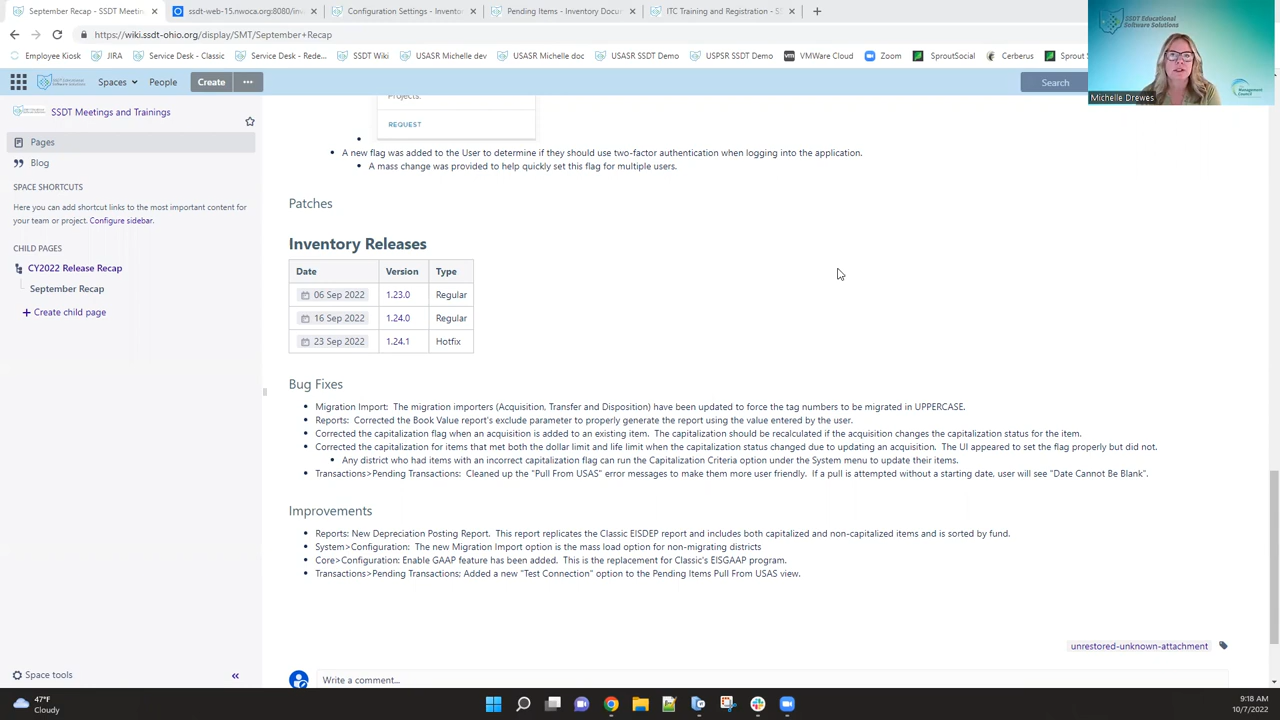 September Recap - SSDT Meetin
ssdt-web-15.nwoca.org:8080/inv
Configuration Settings - Inventor
Pending Items - Inventory Docu
ITC Training and Registration - S
https://wiki.ssdt-ohio.org/display/SMT/September+Recap
Employee Kiosk
JIRA
Service Desk - Classic
Service Desk - Rede...
SSDT Wiki
USASR Michelle dev
USASR Michelle doc
USASR SSDT Demo
USPSR SSDT Demo
VMWare Cloud
Zoom
SproutSocial
Cerberus
Sprout S
SSDT Educational
Software Solutions
Management
Council
Michelle Drewes
Spaces
People
Create
Search
SSDT Meetings and Trainings
Pages
Blog
SPACE SHORTCUTS
Here you can add shortcut links to the most important content for
your team or project. Configure sidebar.
CHILD PAGES
CY2022 Release Recap
September Recap
+ Create child page
Space tools
Projects.
REQUEST
A new flag was added to the User to determine if they should use two-factor authentication when logging into the application.
A mass change was provided to help quickly set this flag for multiple users.
Patches
Inventory Releases
Date Version Type
06 Sep 2022 1.23.0 Regular
16 Sep 2022 1.24.0 Regular
23 Sep 2022 1.24.1 Hotfix
Bug Fixes
Migration Import: The migration importers (Acquisition, Transfer and Disposition) have been updated to force the tag numbers to be migrated in UPPERCASE.
Reports: Corrected the Book Value report's exclude parameter to properly generate the report using the value entered by the user.
Corrected the capitalization flag when an acquisition is added to an existing item. The capitalization should be recalculated if the acquisition changes the capitalization status for the item.
Corrected the capitalization for items that met both the dollar limit and life limit when the capitalization status changed due to updating an acquisition. The UI appeared to set the flag properly but did not.
Any district who had items with an incorrect capitalization flag can run the Capitalization Criteria option under the System menu to update their items.
Transactions>Pending Transactions: Cleaned up the "Pull From USAS" error messages to make them more user friendly. If a pull is attempted without a starting date, user will see "Date Cannot Be Blank".
Improvements
Reports: New Depreciation Posting Report. This report replicates the Classic EISDEP report and includes both capitalized and non-capitalized items and is sorted by fund.
System>Configuration: The new Migration Import option is the mass load option for non-migrating districts
Core>Configuration: Enable GAAP feature has been added. This is the replacement for Classic's EISGAAP program.
Transactions>Pending Transactions; Added a new "Test Connection" option to the Pending Items Pull From USAS view.
unrestored-unknown-attachment
Write a comment...
47°F
Cloudy
9:18 AM
10/7/2022